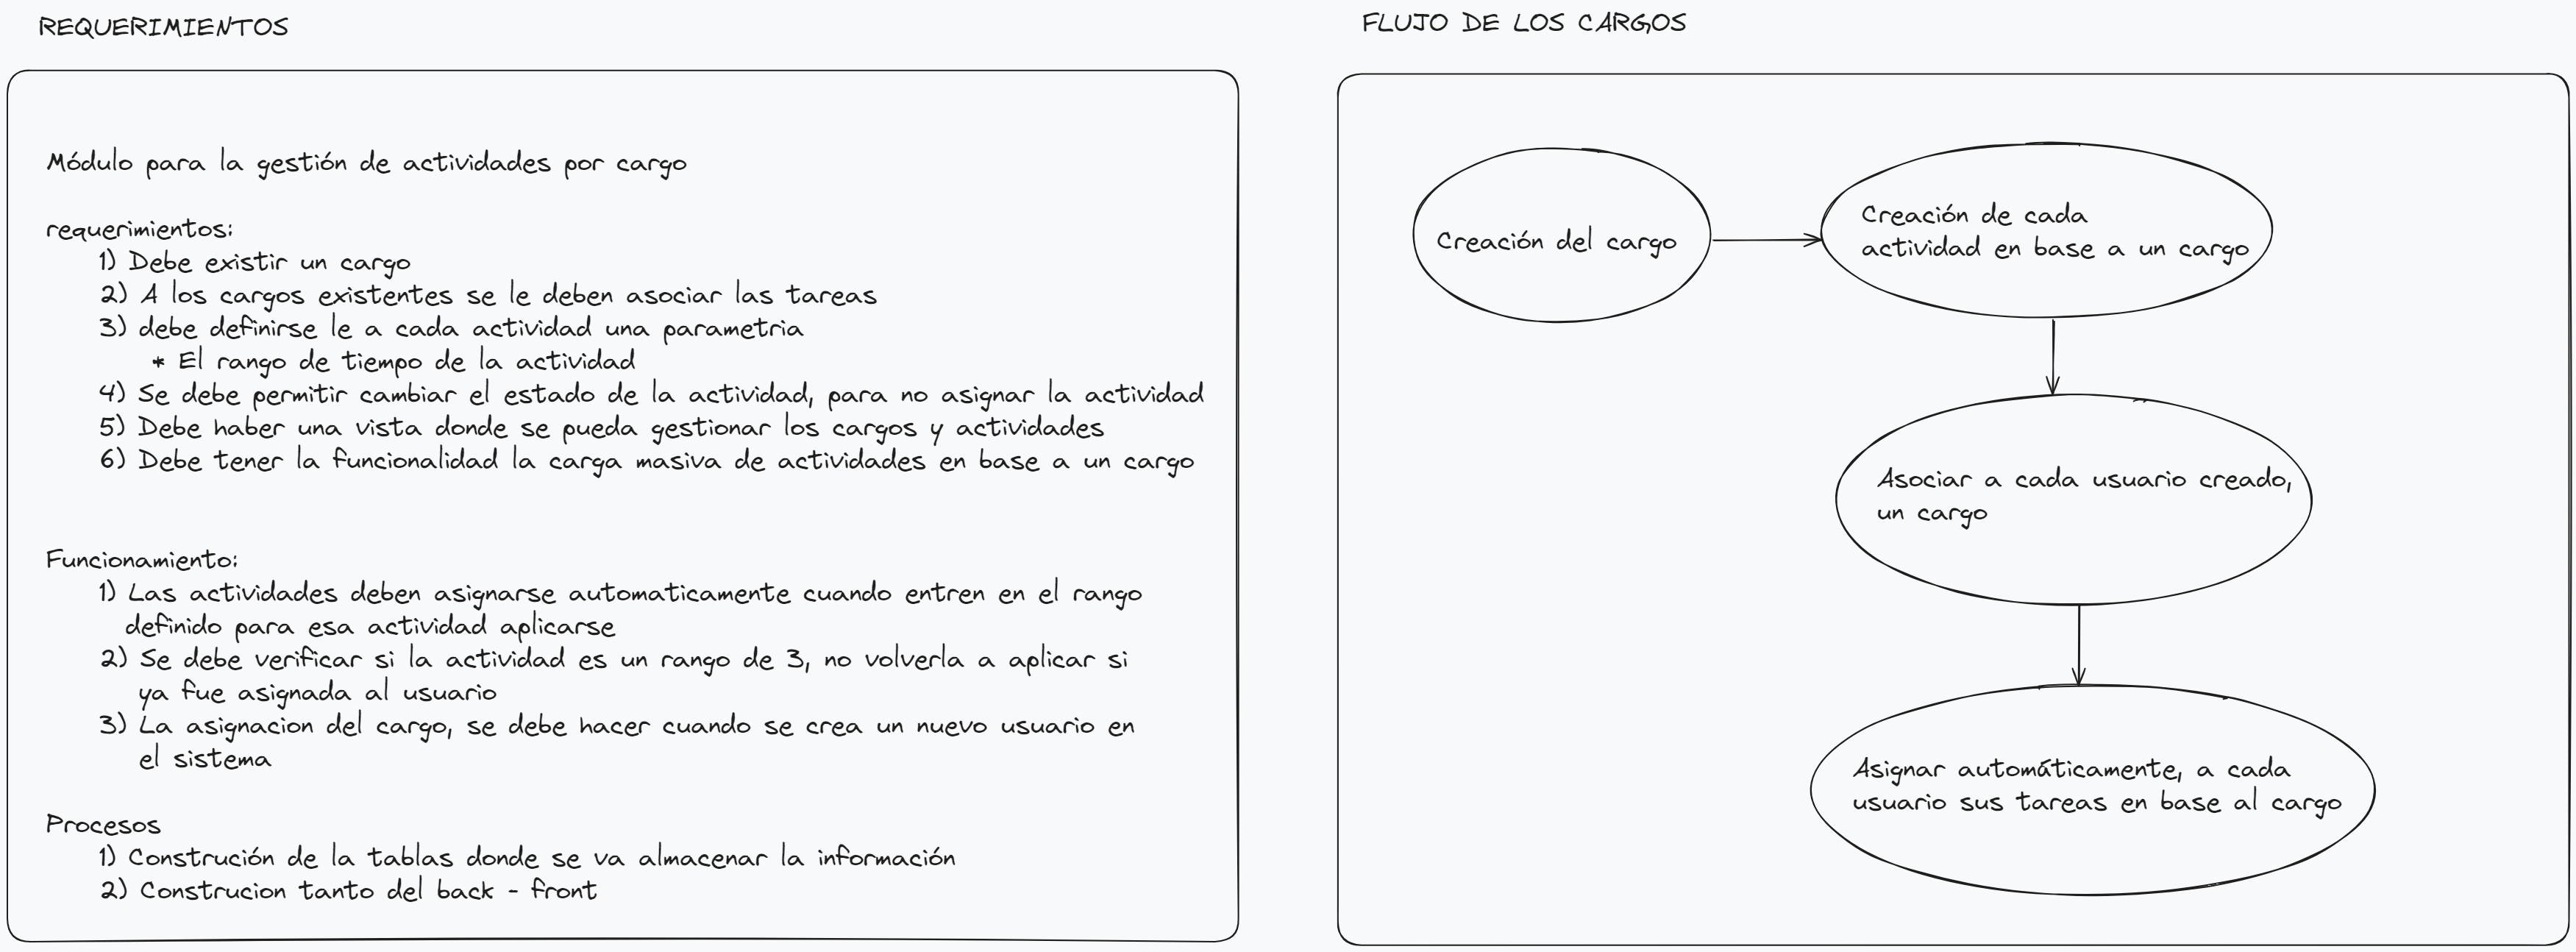 REQUERIMIENTOS
Módulo para la gestión de actividades por cargo
requerimientos:
1) Debe existir un cargo
2) A los cargos existentes se le deben asociar las tareas
3) debe definirse le a cada actividad una parametria
* El rango de tiempo de la actividad
4) Se debe permitir cambiar el estado de la actividad, para no asignar la actividad
5) Debe haber una vista donde se pueda gestionar los cargos y actividades
6) Debe tener la funcionalidad la carga masiva de actividades en base a un cargo
Funcionamiento:
1) Las actividades deben asignarse automaticamente cuando entren en el rango
definido para esa actividad aplicarse
2) Se debe verificar si la actividad es un rango de 3, no volverla a aplicar si
ya fue asignada al usuario
3) La asignacion del cargo, se debe hacer cuando se crea un nuevo usuario en
el sistema
Procesos
1) Construción de la tablas donde se va almacenar la información
2) Construcion tanto del back - front
FLUJO DE LOS CARGOS
Creación del cargo
Creación de cada
actividad en base a un cargo
Asociar a cada usuario creado,
un cargo
Asignar automáticamente, a cada
usuario sus tareas en base al cargo